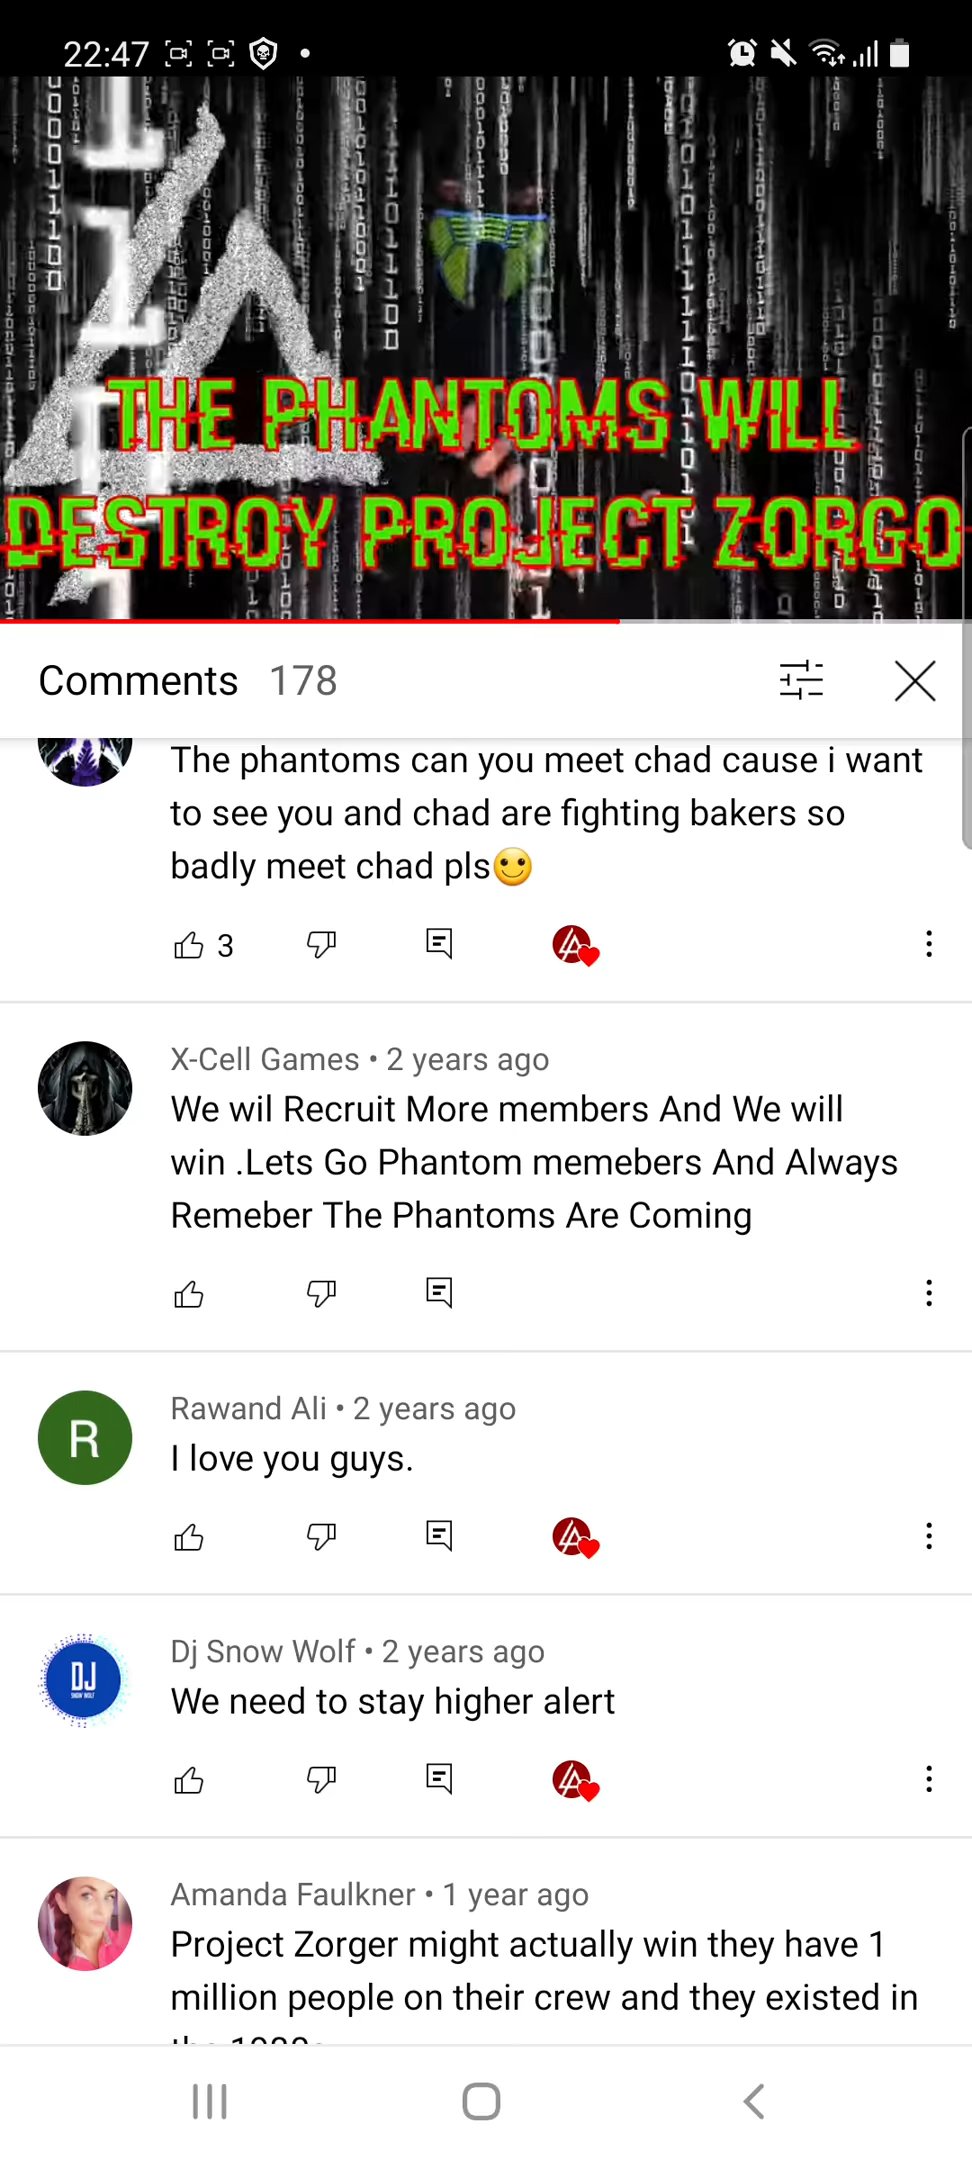 22:47
THE PHANTOMS WILL
DESTROY PROJECT ZORGO
Comments 178
The phantoms can you meet chad cause i want
to see you and chad are fighting bakers so
badly meet chad pls
3
X-Cell Games • 2 years ago
We wil Recruit More members And We will
win .Lets Go Phantom memebers And Always
Remeber The Phantoms Are Coming
R
Rawand Ali • 2 years ago
I love you guys.
DJ
SNOW WOLF
Dj Snow Wolf • 2 years ago
We need to stay higher alert
Amanda Faulkner • 1 year ago
Project Zorger might actually win they have 1
million people on their crew and they existed in